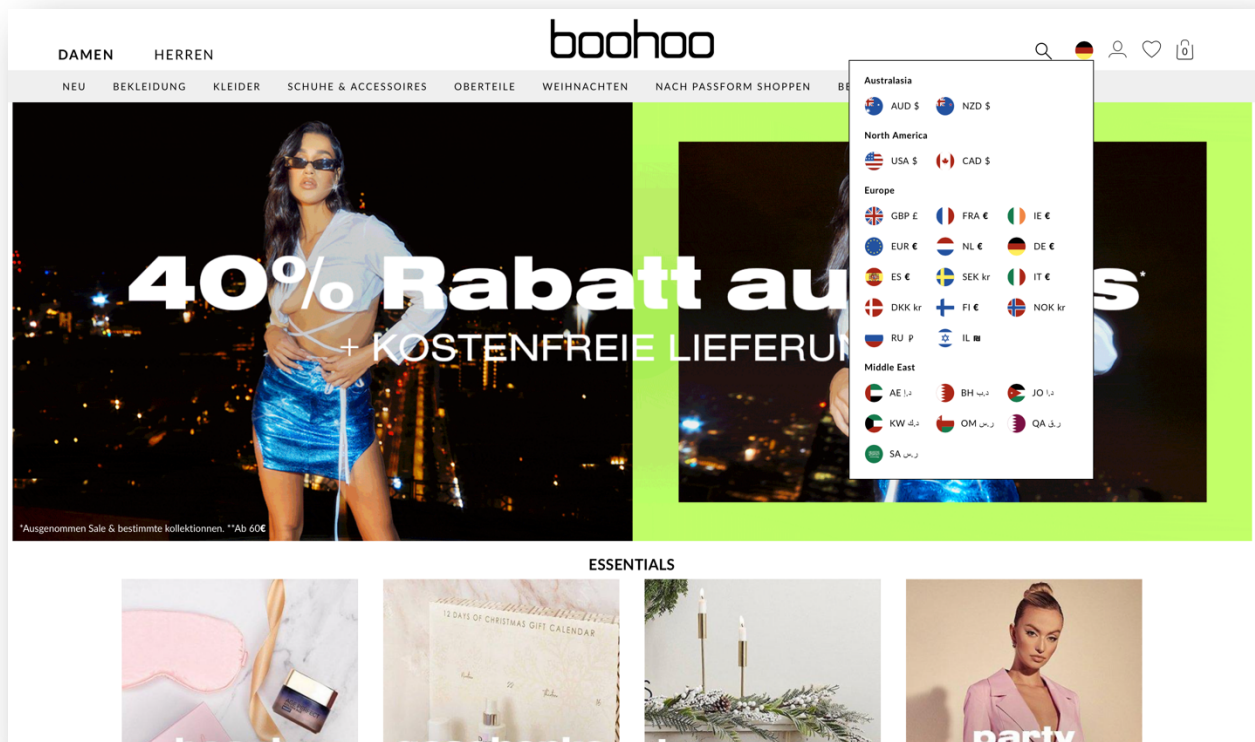 boohoo
DAMEN HERREN
0
NEU BEKLEIDUNG KLEIDER SCHUHE & ACCESSOIRES OBERTEILE WEIHNACHTEN NACH PASSFORM SHOPPEN
Australasia
AUD $ NZD $
North America
USA $ CAD $
Europe
GBP £ FRA € IE €
EUR € NL € DE €
ES € SEK kr IT €
DKK kr FI € NOK kr
RU ₽ IL ₪
Middle East
AE د.إ BH د.ب JO د.ا
KW د.ك OM ر.س QA ر.ق
SA ر.س
40% Rabatt
+ KOSTENFREIE
*Ausgenommen Sale & bestimmte kollektionnen. **Ab 60€
ESSENTIALS
12 DAYS OF CHRISTMAS GIFT CALENDAR
party